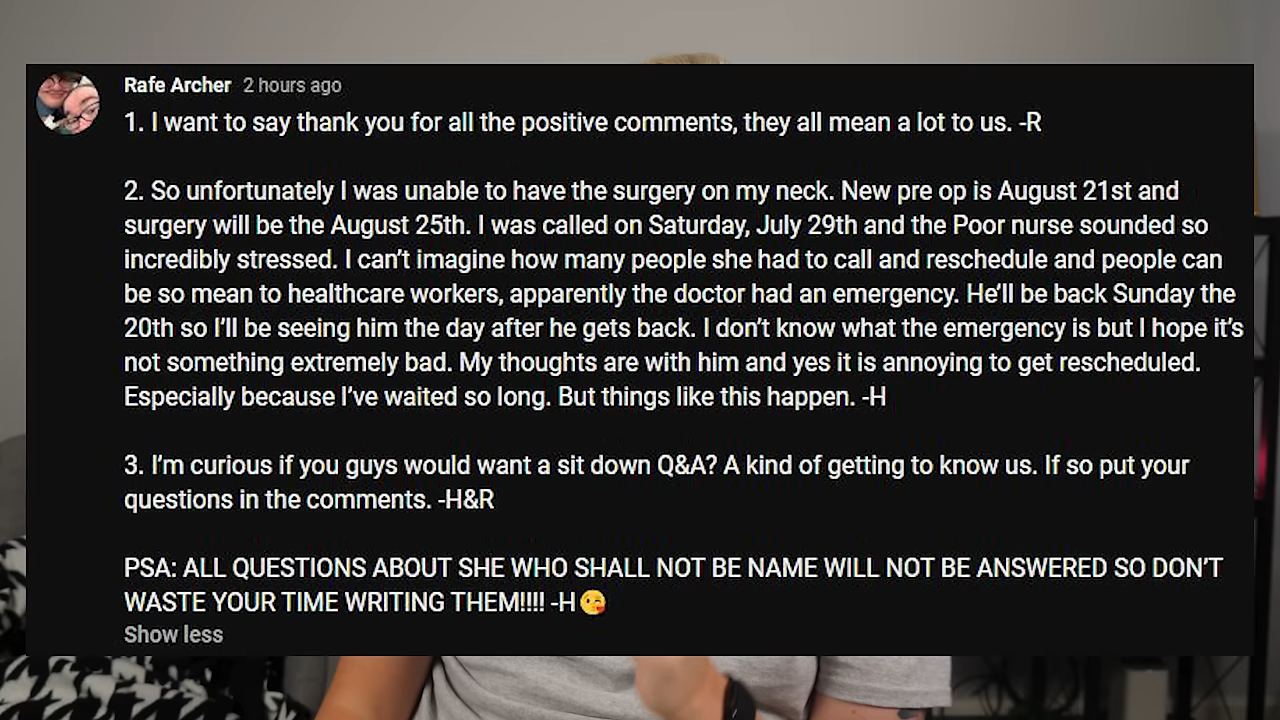 Rafe Archer 2 hours ago
1. I want to say thank you for all the positive comments, they all mean a lot to us. -R
2. So unfortunately I was unable to have the surgery on my neck. New pre op is August 21st and
surgery will be the August 25th. I was called on Saturday, July 29th and the Poor nurse sounded so
incredibly stressed. I can’t imagine how many people she had to call and reschedule and people can
be so mean to healthcare workers, apparently the doctor had an emergency. He’ll be back Sunday the
20th so I’ll be seeing him the day after he gets back. I don’t know what the emergency is but I hope it’s
not something extremely bad. My thoughts are with him and yes it is annoying to get rescheduled.
Especially because I’ve waited so long. But things like this happen. -H
3. I’m curious if you guys would want a sit down Q&A? A kind of getting to know us. If so put your
questions in the comments. -H&R
PSA: ALL QUESTIONS ABOUT SHE WHO SHALL NOT BE NAME WILL NOT BE ANSWERED SO DON’T
WASTE YOUR TIME WRITING THEM!!!! -H😘
Show less